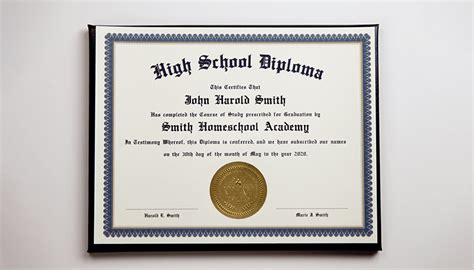 High School Diploma
This Certifies That
John Harold Smith
Has completed the Course of Study prescribed for Graduation by
Smith Homeschool Academy
In Testimony Whereof, this Diploma is conferred, and we have subscribed our names
on the 30th day of the month of May in the year 2020.
Harold E. Smith
Marie J. Smith